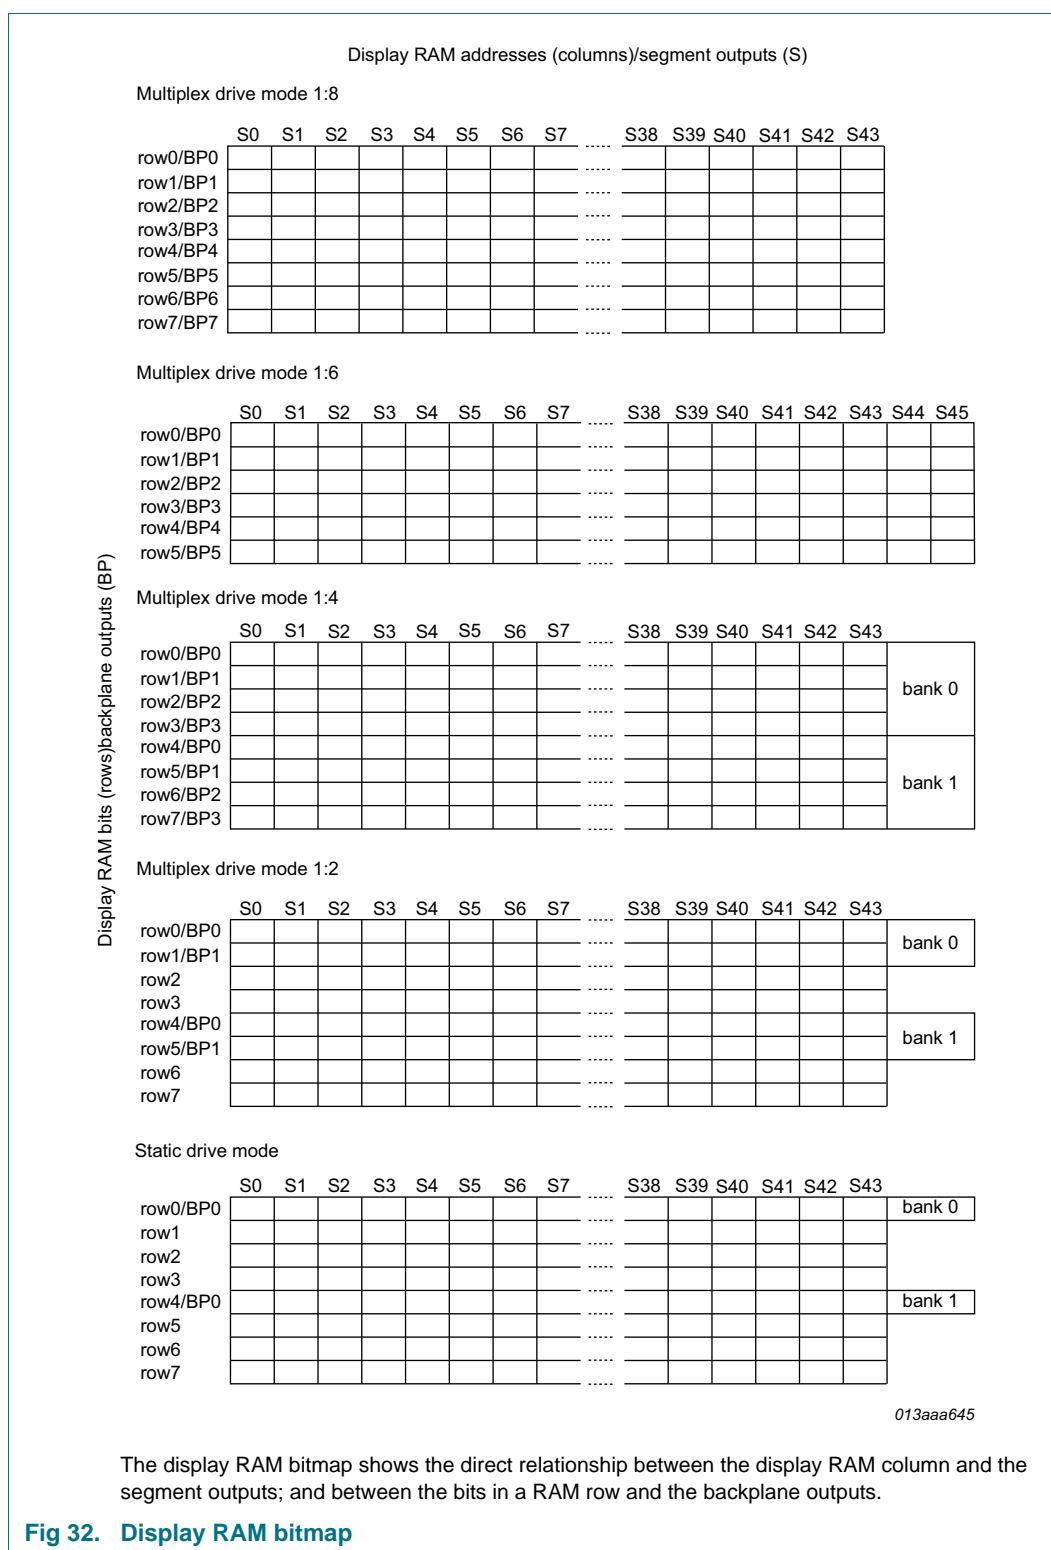 Display RAM addresses (columns)/segment outputs (S)
Multiplex drive mode 1:8
S0 S1 S2 S3 S4 S5 S6 S7 ..... S38 S39 S40 S41 S42 S43
row0/BP0
row1/BP1
row2/BP2
row3/BP3
row4/BP4
row5/BP5
row6/BP6
row7/BP7
Multiplex drive mode 1:6
S0 S1 S2 S3 S4 S5 S6 S7 ..... S38 S39 S40 S41 S42 S43 S44 S45
row0/BP0
row1/BP1
row2/BP2
row3/BP3
row4/BP4
row5/BP5
Display RAM bits (rows)backplane outputs (BP)
Multiplex drive mode 1:4
S0 S1 S2 S3 S4 S5 S6 S7 ..... S38 S39 S40 S41 S42 S43
row0/BP0
row1/BP1
bank 0
row2/BP2
row3/BP3
row4/BP0
row5/BP1
bank 1
row6/BP2
row7/BP3
Multiplex drive mode 1:2
S0 S1 S2 S3 S4 S5 S6 S7 ..... S38 S39 S40 S41 S42 S43
row0/BP0
bank 0
row1/BP1
row2
row3
row4/BP0
bank 1
row5/BP1
row6
row7
Static drive mode
S0 S1 S2 S3 S4 S5 S6 S7 ..... S38 S39 S40 S41 S42 S43
row0/BP0 bank 0
row1
row2
row3
row4/BP0 bank 1
row5
row6
row7
013aaa645
The display RAM bitmap shows the direct relationship between the display RAM column and the
segment outputs; and between the bits in a RAM row and the backplane outputs.
Fig 32. Display RAM bitmap